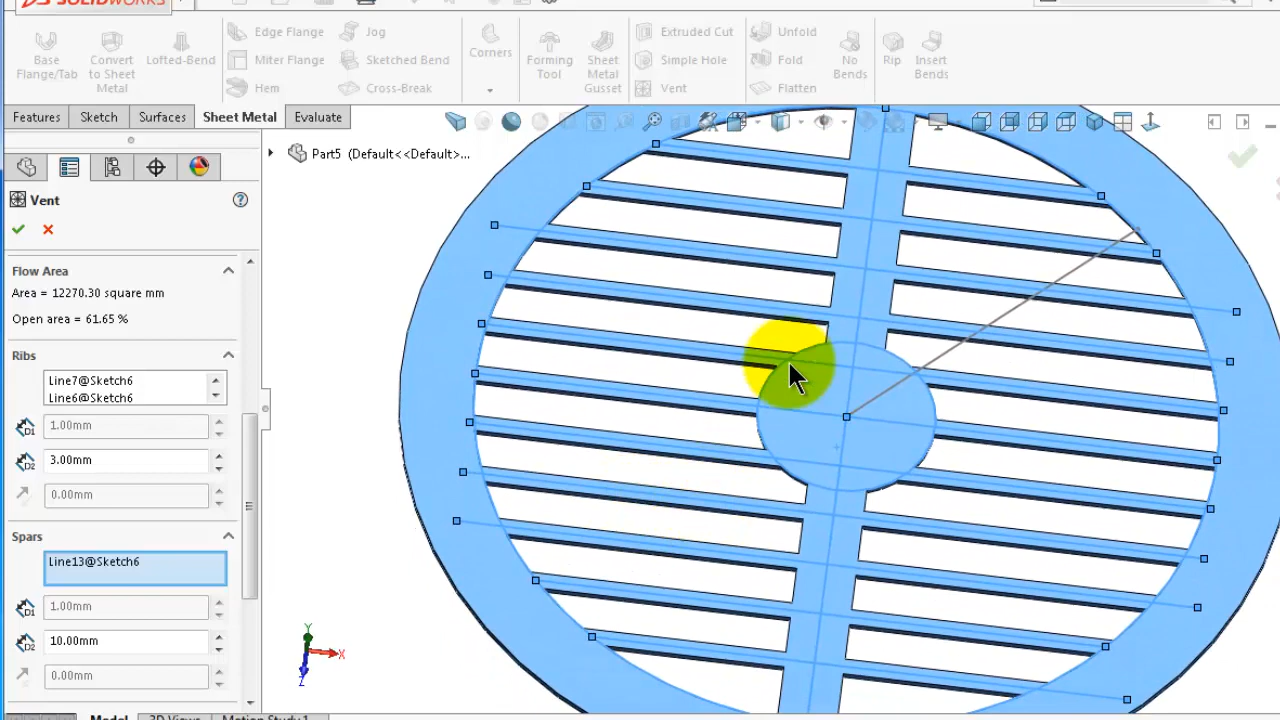 SOLIDWORKS
Base Flange/Tab
Convert to Sheet Metal
Lofted-Bend
Edge Flange
Miter Flange
Hem
Jog
Sketched Bend
Cross-Break
Corners
Forming Tool
Sheet Metal Gusset
Extruded Cut
Simple Hole
Vent
Unfold
Fold
Flatten
No Bends
Rip
Insert Bends
Features
Sketch
Surfaces
Sheet Metal
Evaluate
Part5 (Default<<Default>...
Vent
Flow Area
Area = 12270.30 square mm
Open area = 61.65 %
Ribs
Line7@Sketch6
Line6@Sketch6
D1
1.00mm
D2
3.00mm
0.00mm
Spars
Line13@Sketch6
D1
1.00mm
D2
10.00mm
0.00mm
Y
X
Z
Model
3D Views
Motion Study 1